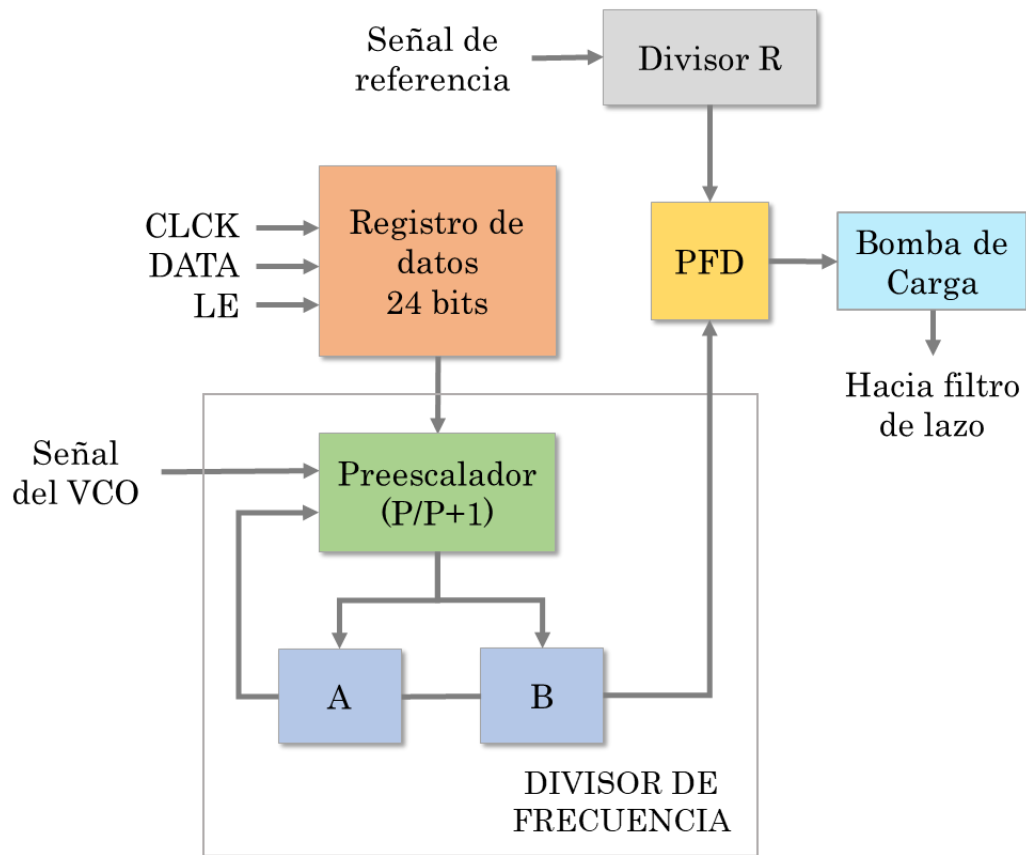 Señal de
referencia
Divisor R
CLCK
DATA
LE
Registro de
datos
24 bits
PFD
Bomba de
Carga
Hacia filtro
de lazo
Señal
del VCO
Preescalador
(P/P+1)
A
B
DIVISOR DE
FRECUENCIA